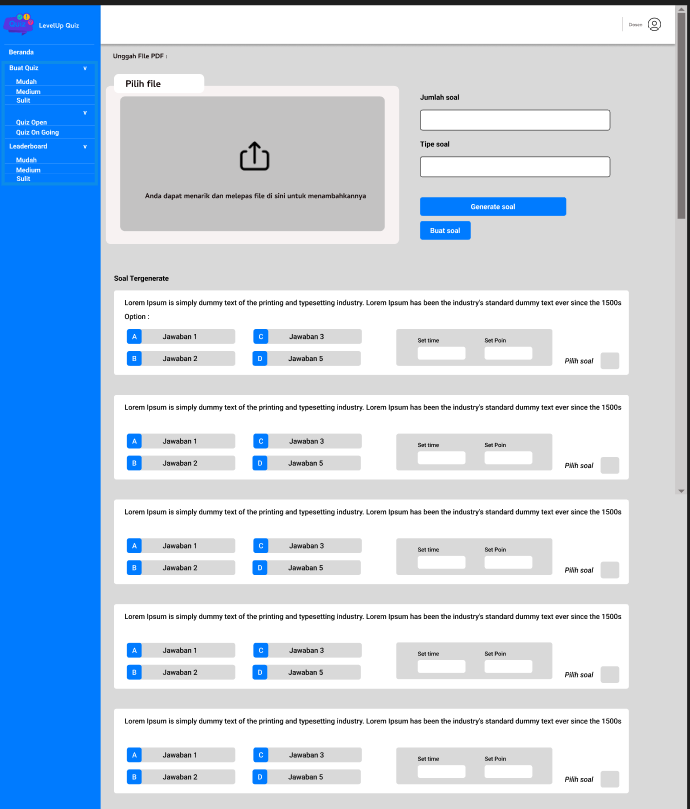 Quiz
LevelUp Quiz
Dosen
Beranda
Buat Quiz v
Mudah
Medium
Sulit
v
Quiz Open
Quiz On Going
Leaderboard v
Mudah
Medium
Sulit
Unggah File PDF :
Pilih file
Anda dapat menarik dan melepas file di sini untuk menambahkannya
Jumlah soal
Tipe soal
Generate soal
Buat soal
Soal Tergenerate
Lorem Ipsum is simply dummy text of the printing and typesetting industry. Lorem Ipsum has been the industry's standard dummy text ever since the 1500s
Option :
A Jawaban 1 C Jawaban 3
B Jawaban 2 D Jawaban 5
Set time Set Poin
Pilih soal
Lorem Ipsum is simply dummy text of the printing and typesetting industry. Lorem Ipsum has been the industry's standard dummy text ever since the 1500s
A Jawaban 1 C Jawaban 3
B Jawaban 2 D Jawaban 5
Set time Set Poin
Pilih soal
Lorem Ipsum is simply dummy text of the printing and typesetting industry. Lorem Ipsum has been the industry's standard dummy text ever since the 1500s
A Jawaban 1 C Jawaban 3
B Jawaban 2 D Jawaban 5
Set time Set Poin
Pilih soal
Lorem Ipsum is simply dummy text of the printing and typesetting industry. Lorem Ipsum has been the industry's standard dummy text ever since the 1500s
A Jawaban 1 C Jawaban 3
B Jawaban 2 D Jawaban 5
Set time Set Poin
Pilih soal
Lorem Ipsum is simply dummy text of the printing and typesetting industry. Lorem Ipsum has been the industry's standard dummy text ever since the 1500s
A Jawaban 1 C Jawaban 3
B Jawaban 2 D Jawaban 5
Set time Set Poin
Pilih soal